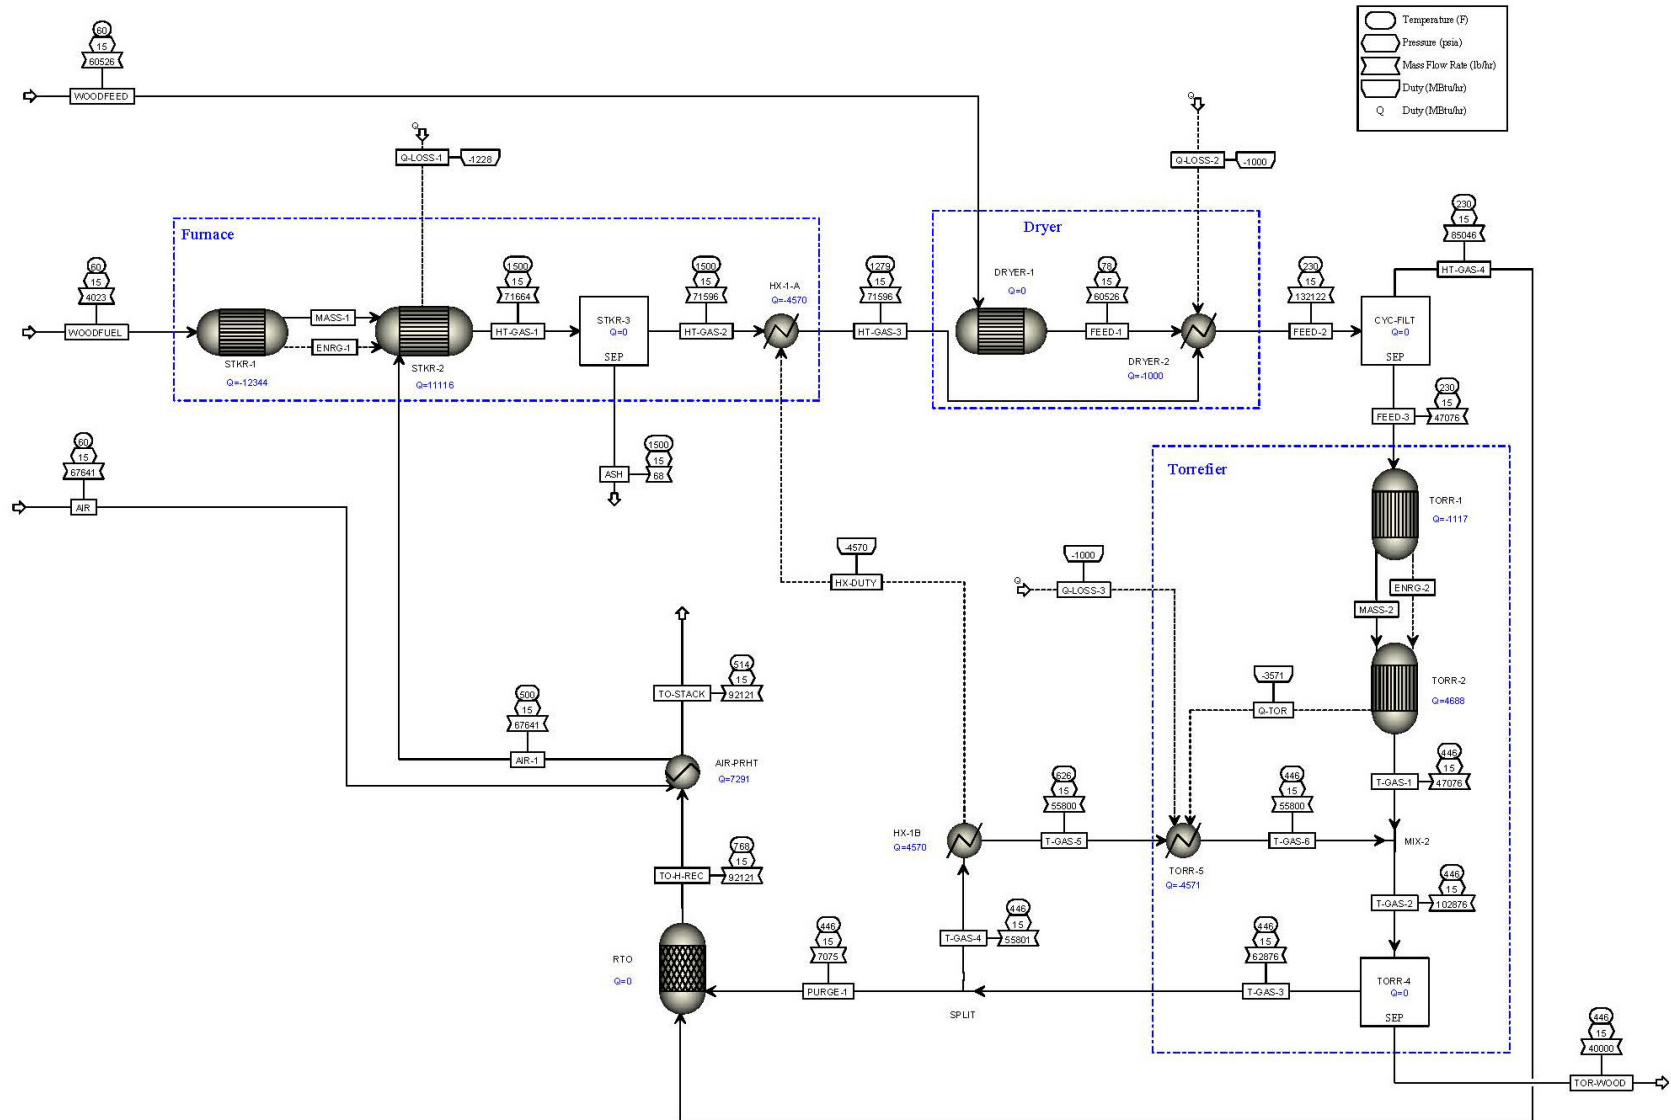 Temperature (F)
Pressure (psia)
Mass Flow Rate (lb/hr)
Duty (MBtu/hr)
Q Duty (MBtu/hr)
60
15
60526
WOODFEED
Q
Q-LOSS-1
-1228
Q
Q-LOSS-2
-1000
230
15
85046
HT-GAS-4
Furnace
60
15
4023
WOODFUEL
STKR-1
Q=-12344
MASS-1
ENRG-1
STKR-2
Q=11116
1500
15
71664
HT-GAS-1
STKR-3
Q=0
SEP
1500
15
71596
HT-GAS-2
HX-1-A
Q=-4570
1279
15
71596
HT-GAS-3
Dryer
DRYER-1
Q=0
78
15
60526
FEED-1
DRYER-2
Q=-1000
230
15
132122
FEED-2
CYC-FILT
Q=0
SEP
230
15
47076
FEED-3
ASH
1500
15
68
60
15
67641
AIR
Torrefier
TORR-1
Q=-1117
MASS-2
ENRG-2
TORR-2
Q=4688
-4570
HX-DUTY
Q
-1000
Q-LOSS-3
-3571
Q-TOR
TO-STACK
514
15
92121
500
15
67641
AIR-1
AIR-PRHT
Q=7291
446
15
47076
T-GAS-1
HX-1B
Q=4570
626
15
55800
T-GAS-5
TORR-5
Q=-4571
446
15
55800
T-GAS-6
MIX-2
TO-H-REC
768
15
92121
T-GAS-2
446
15
102876
RTO
Q=0
446
15
7075
PURGE-1
T-GAS-4
446
15
55801
SPLIT
446
15
62876
T-GAS-3
TORR-4
Q=0
SEP
446
15
40000
TOR-WOOD